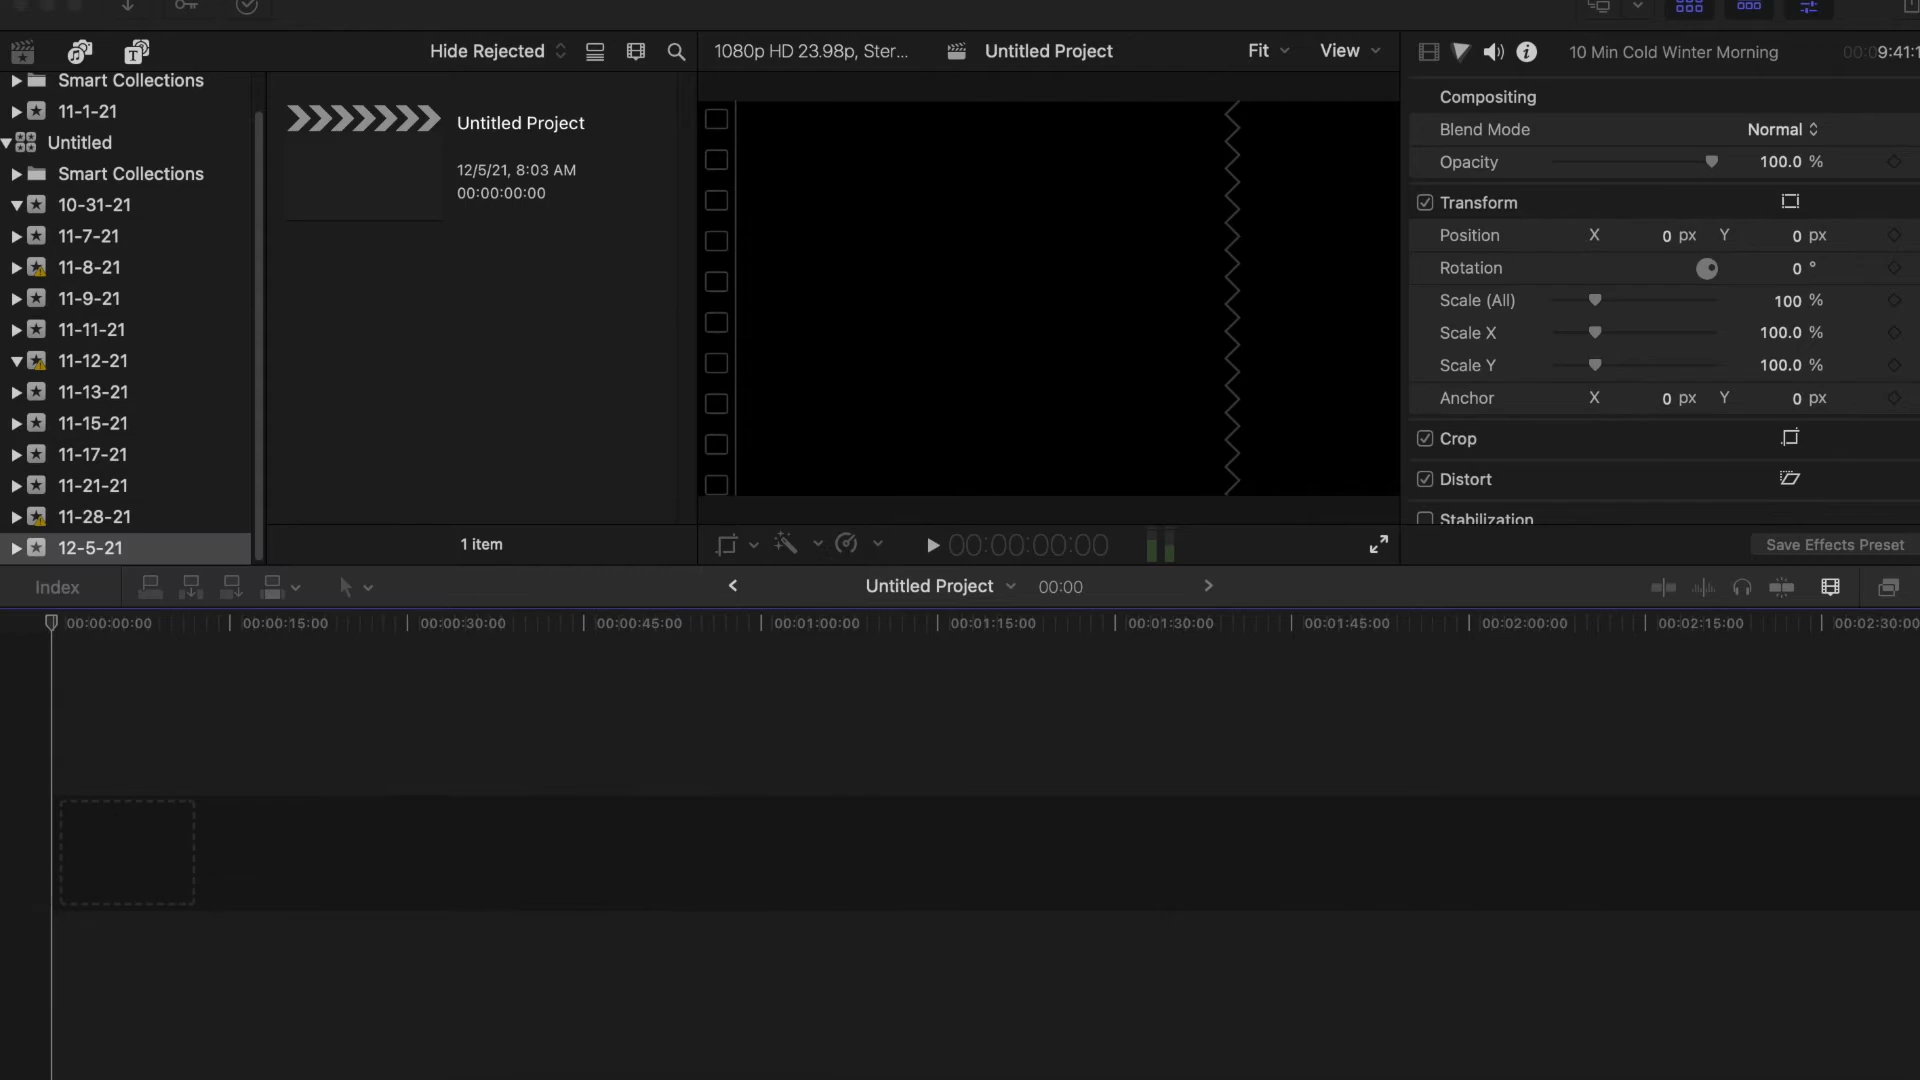 Hide Rejected
1080p HD 23.98p, Ster...
Untitled Project
Fit
View
10 Min Cold Winter Morning
00:09:41:1
Smart Collections
11-1-21
Untitled
Smart Collections
10-31-21
11-7-21
11-8-21
11-9-21
11-11-21
11-12-21
11-13-21
11-15-21
11-17-21
11-21-21
11-28-21
12-5-21
Untitled Project
12/5/21, 8:03 AM
00:00:00:00
1 item
00:00:00:00
Compositing
Blend Mode Normal
Opacity 100.0 %
Transform
Position X 0 px Y 0 px
Rotation 0 °
Scale (All) 100 %
Scale X 100.0 %
Scale Y 100.0 %
Anchor X 0 px Y 0 px
Crop
Distort
Stabilization
Save Effects Preset
Index
Untitled Project
00:00
00:00:00:00 00:00:15:00 00:00:30:00 00:00:45:00 00:01:00:00 00:01:15:00 00:01:30:00 00:01:45:00 00:02:00:00 00:02:15:00 00:02:30:00